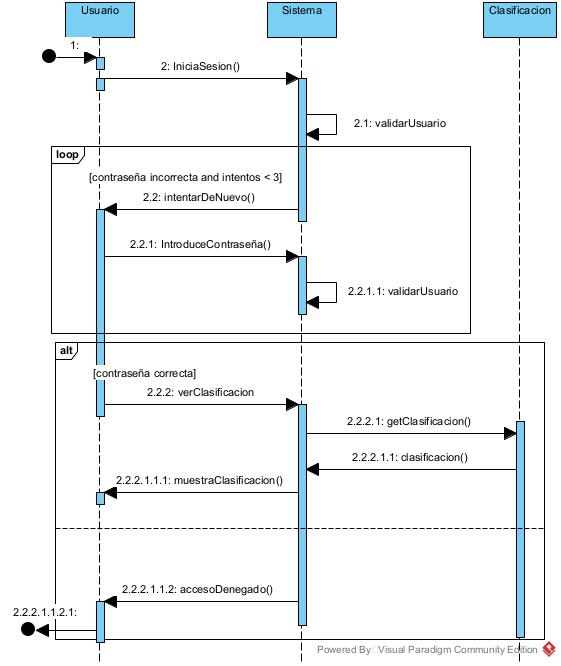 Usuario
Sistema
Clasificacion
1:
2: IniciaSesion()
2.1: validarUsuario
loop
[contraseña incorrecta and intentos < 3]
2.2: intentarDeNuevo()
2.2.1: IntroduceContraseña()
2.2.1.1: validarUsuario
alt
[contraseña correcta]
2.2.2: verClasificacion
2.2.2.1: getClasificacion()
2.2.2.1.1: clasificacion()
2.2.2.1.1.1: muestraClasificacion()
2.2.2.1.1.2: accesoDenegado()
2.2.2.1.1.2.1:
Powered By Visual Paradigm Community Edition